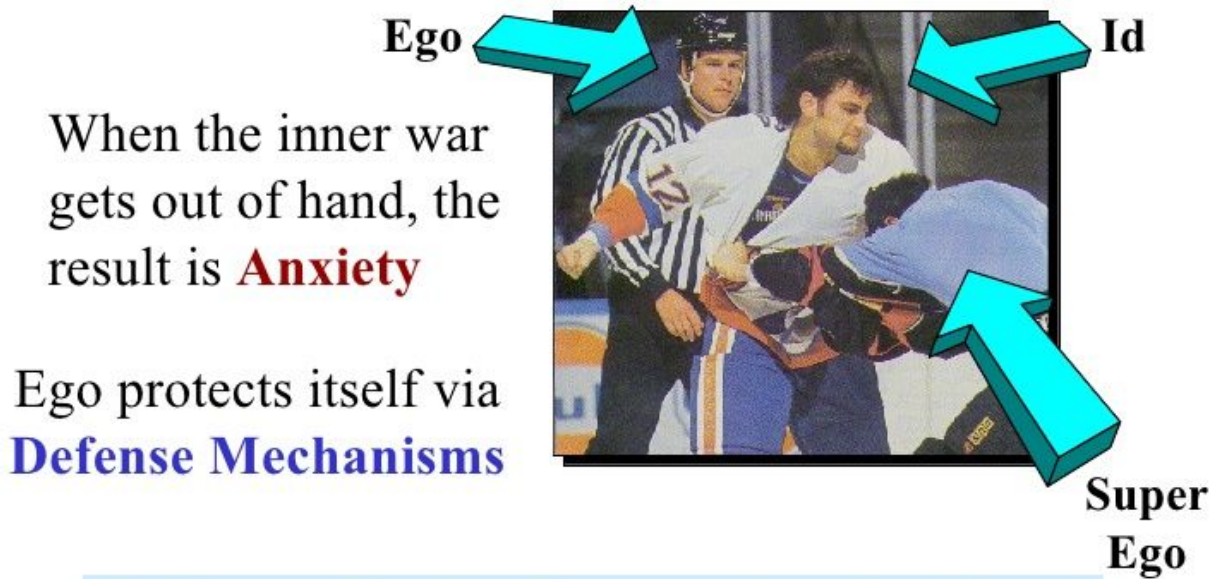 Ego
Id
When the inner war
gets out of hand, the
result is Anxiety
12
Ego protects itself via
Defense Mechanisms
Super
Ego